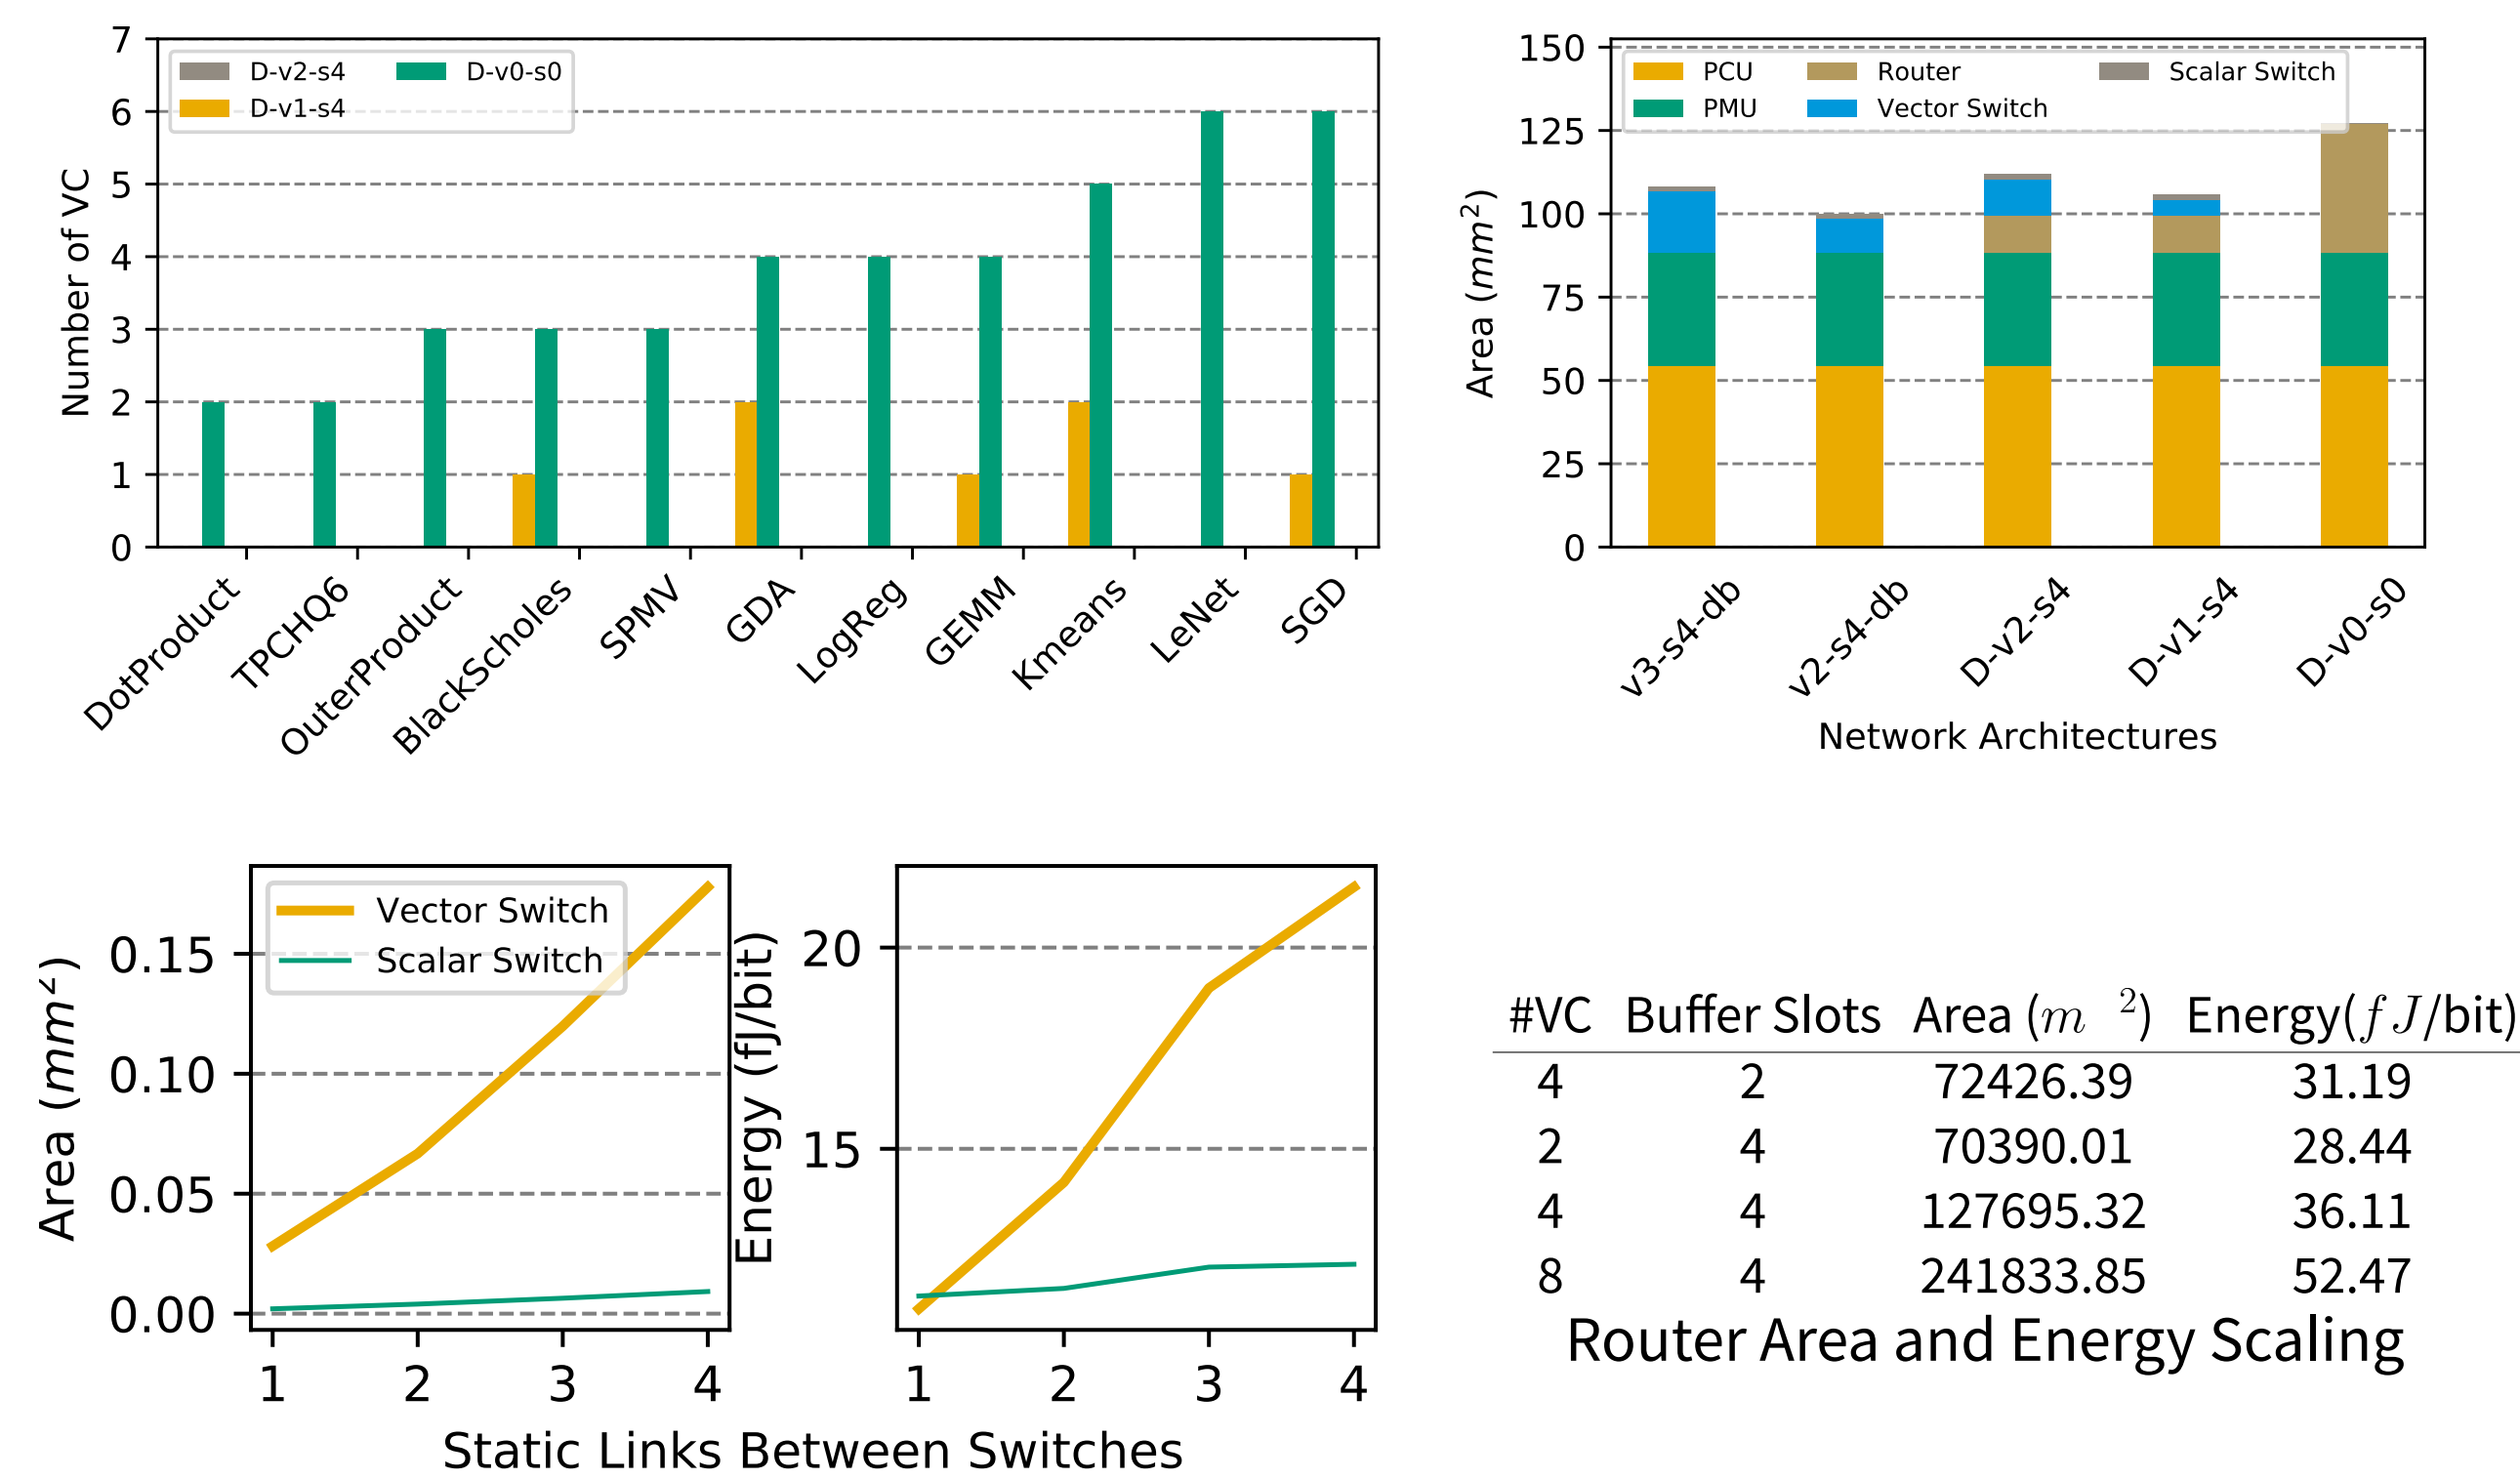 7
6
5
4
3
2
1
0
Number of VC
D-v2-s4
D-v1-s4
D-v0-s0
DotProduct
TPCHQ6
OuterProduct
BlackScholes
SPMV
GDA
LogReg
GEMM
Kmeans
LeNet
SGD
150
125
100
75
50
25
0
Area (mm²)
PCU
PMU
Router
Vector Switch
Scalar Switch
v3-s4-db
v2-s4-db
D-v2-s4
D-v1-s4
D-v0-s0
Network Architectures
0.15
0.10
0.05
0.00
Area (mm²)
Vector Switch
Scalar Switch
1 2 3 4
20
15
Energy (fJ/bit)
1 2 3 4
Static Links Between Switches
#VC Buffer Slots Area (m ²) Energy(fJ/bit)
4 2 72426.39 31.19
2 4 70390.01 28.44
4 4 127695.32 36.11
8 4 241833.85 52.47
Router Area and Energy Scaling